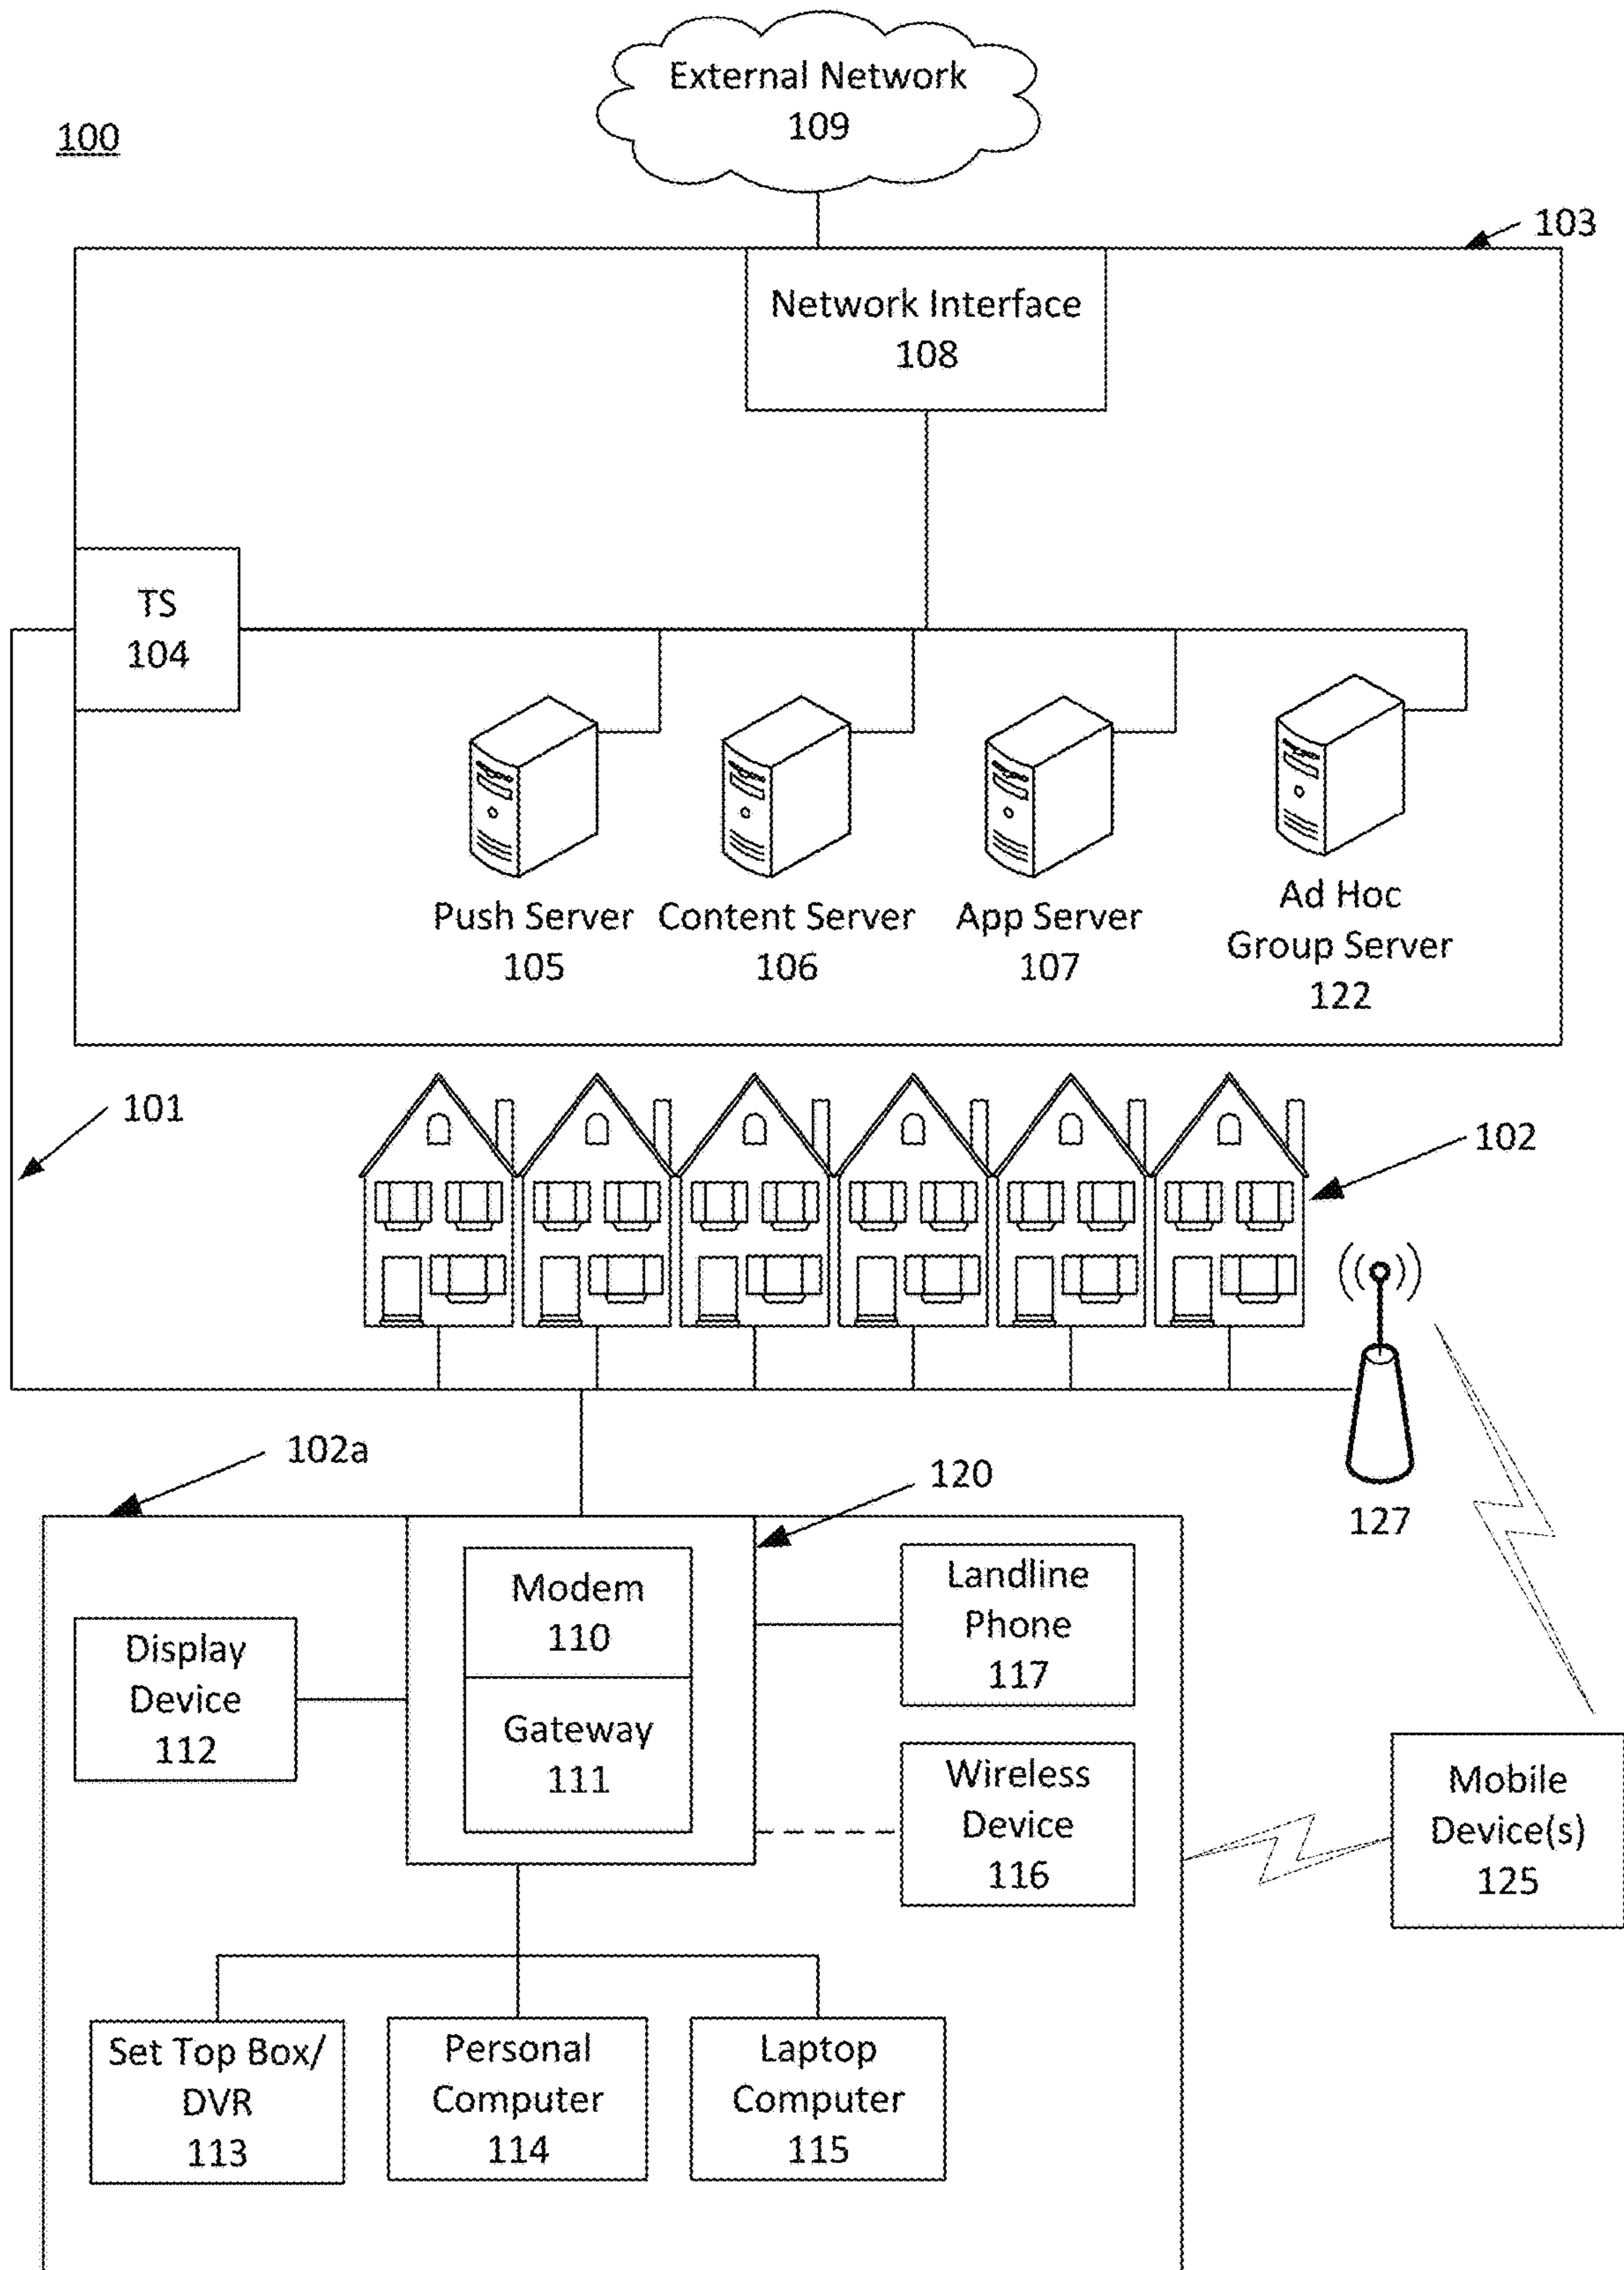 External Network
109
100
103
Network Interface
108
TS
104
Push Server
105
Content Server
106
App Server
107
Ad Hoc
Group Server
122
101
102
127
102a
120
Modem
110
Gateway
111
Landline
Phone
117
Display
Device
112
Wireless
Device
116
Mobile
Device(s)
125
Set Top Box/
DVR
113
Personal
Computer
114
Laptop
Computer
115